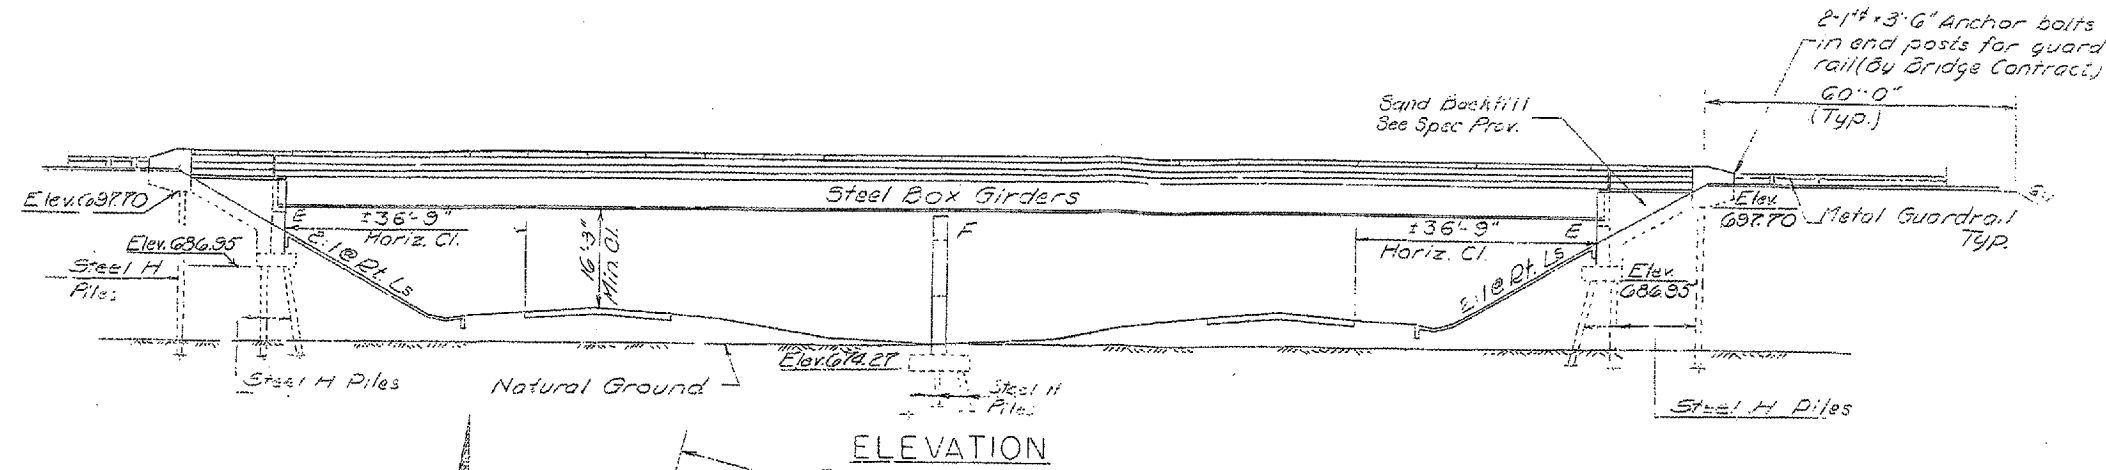 2-1"ø x 3'-6" Anchor bolts
in end posts for guard
rail (By Bridge Contract)
60'-0"
(Typ.)
Sand Backfill
See Spec Prov.
Steel Box Girders
Elev. 697.70
E
±36'-9"
Horiz. Cl.
16'-3"
Min. Cl.
F
±36'-9"
Horiz. Cl.
E
Elev.
697.70
Metal Guardrail
Typ.
Elev. 686.95
Steel H
Piles
2:1 @ Rt. Ls
2:1 @ Rt. Ls
Elev.
686.95
Steel H Piles
Natural Ground
Elev. 674.27
Steel H
Piles
Steel H Piles
ELEVATION